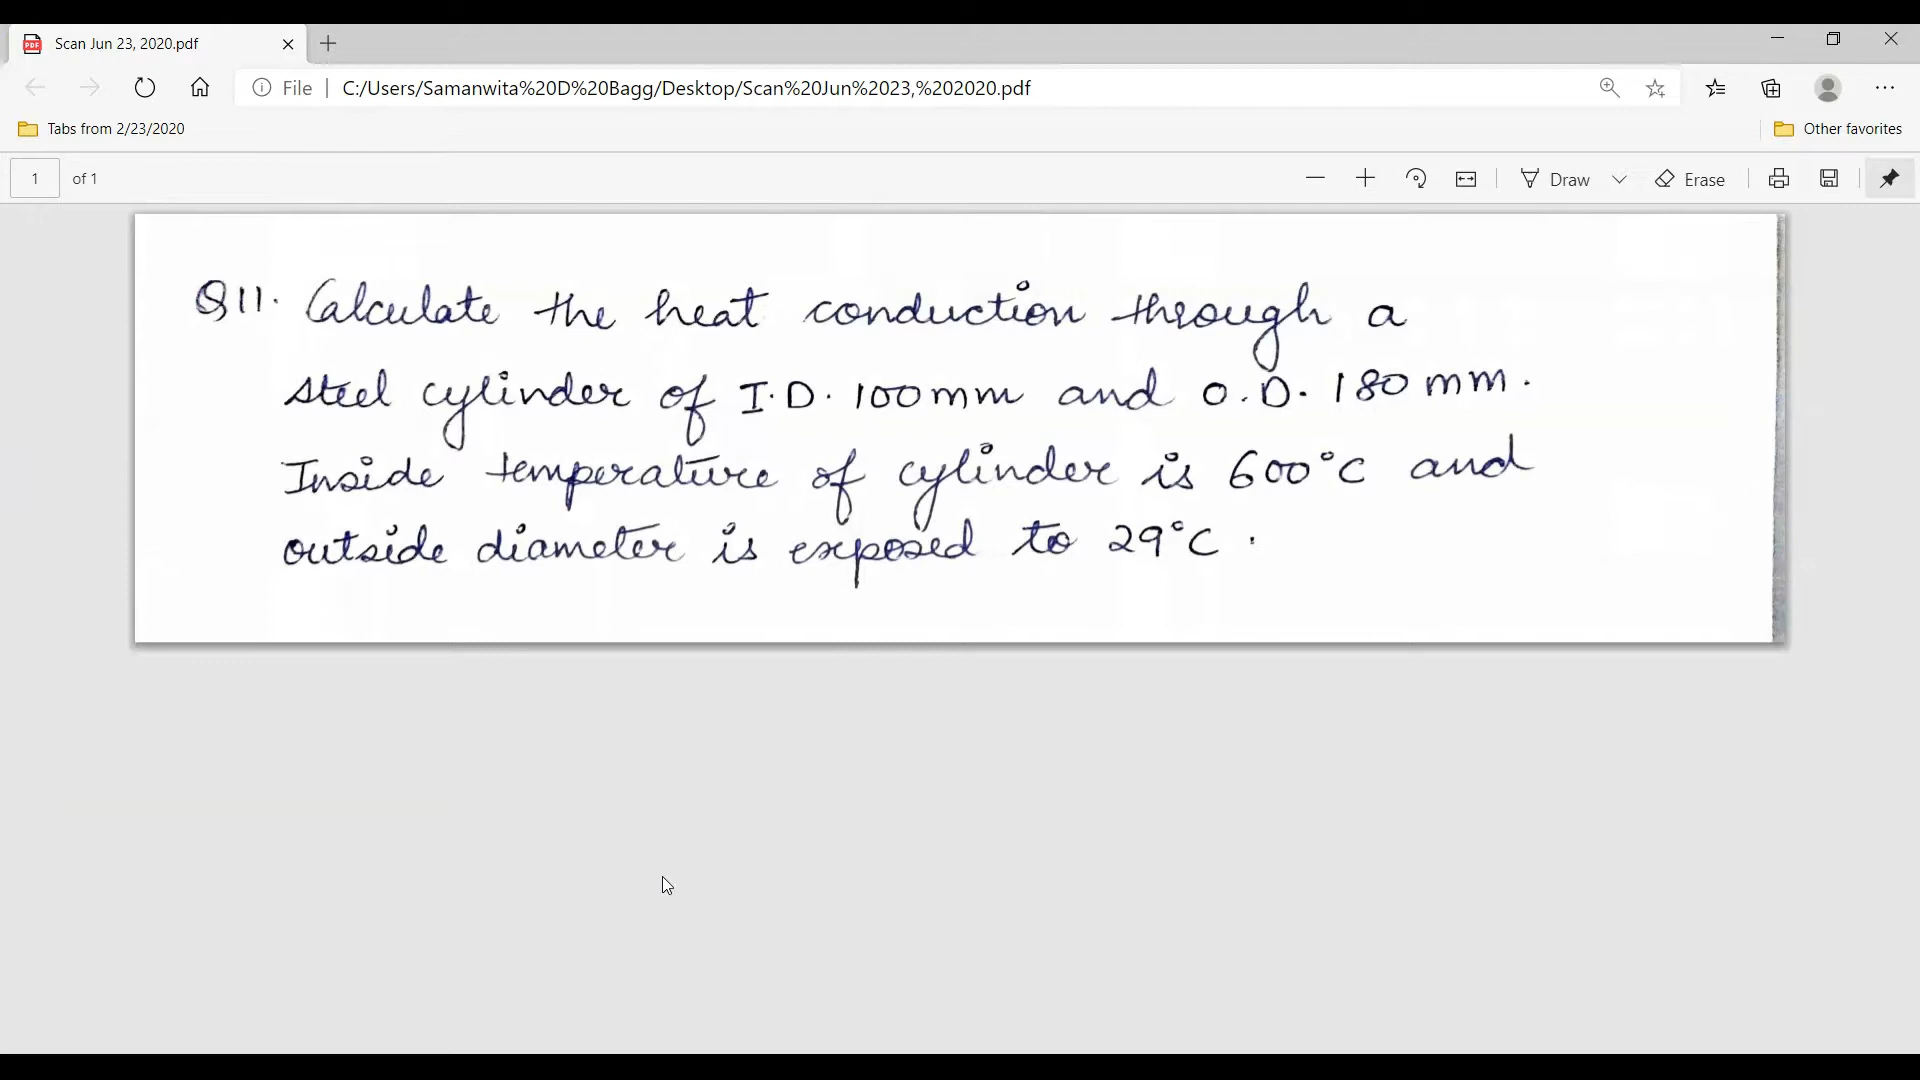 Scan Jun 23, 2020.pdf
File | C:/Users/Samanwita%20D%20Bagg/Desktop/Scan%20Jun%2023,%202020.pdf
Tabs from 2/23/2020 Other favorites
1 of 1 Draw Erase
Q11. Calculate the heat conduction through a
steel cylinder of I.D. 100mm and O.D. 180 mm.
Inside temperature of cylinder is 600°C and
outside diameter is exposed to 29°C.